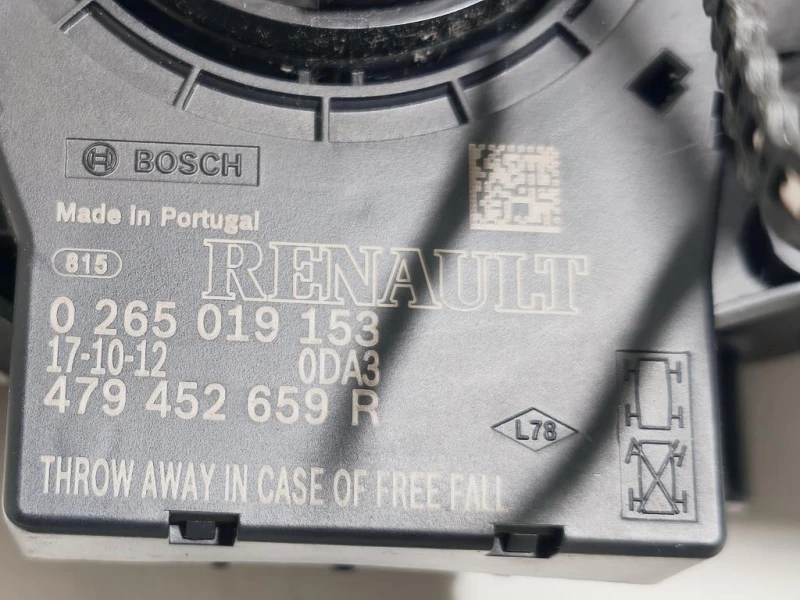 BOSCH
Made in Portugal
815
RENAULT
0 265 019 153
17-10-12 0DA3
479 452 659 R
L78
THROW AWAY IN CASE OF FREE FALL